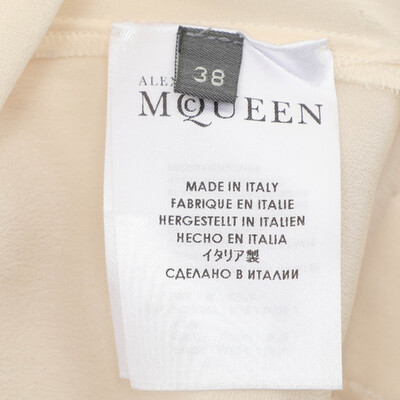 38
ALEX
McQUEEN
MADE IN ITALY
FABRIQUE EN ITALIE
HERGESTELLT IN ITALIEN
HECHO EN ITALIA
イタリア製
СДЕЛАНО В ИТАЛИИ